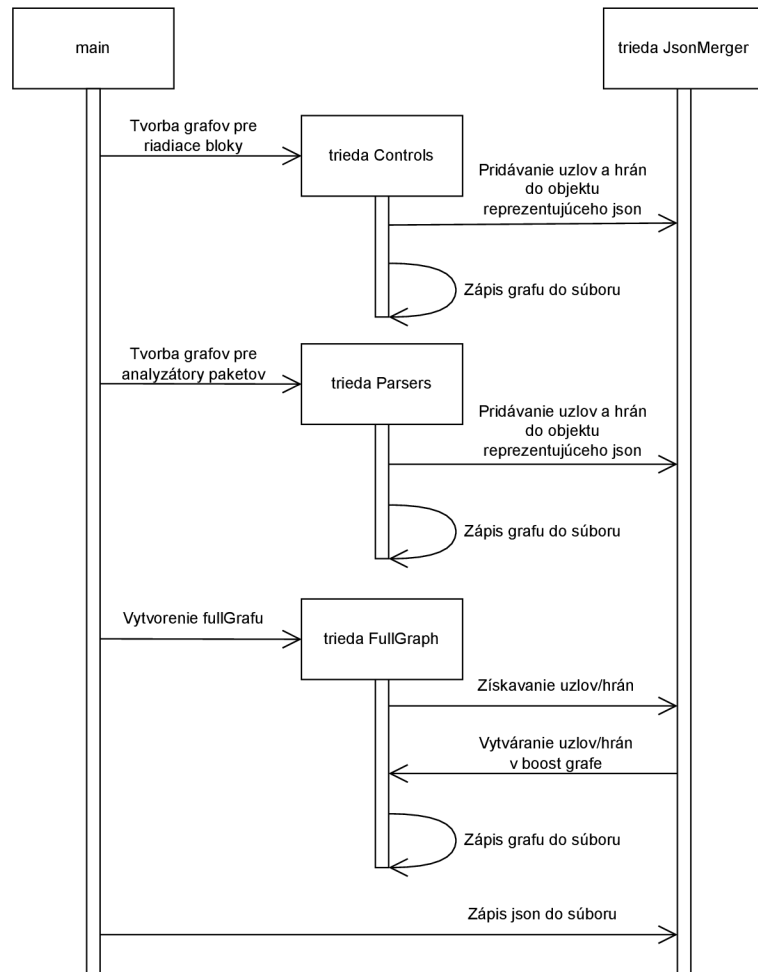 main
trieda JsonMerger
Tvorba grafov pre
riadiace bloky
trieda Controls
Pridávanie uzlov a hrán
do objektu
reprezentujúceho json
Zápis grafu do súboru
Tvorba grafov pre
analyzátory paketov
trieda Parsers
Pridávanie uzlov a hrán
do objektu
reprezentujúceho json
Zápis grafu do súboru
Vytvorenie fullGrafu
trieda FullGraph
Získavanie uzlov/hrán
Vytváranie uzlov/hrán
v boost grafe
Zápis grafu do súboru
Zápis json do súboru